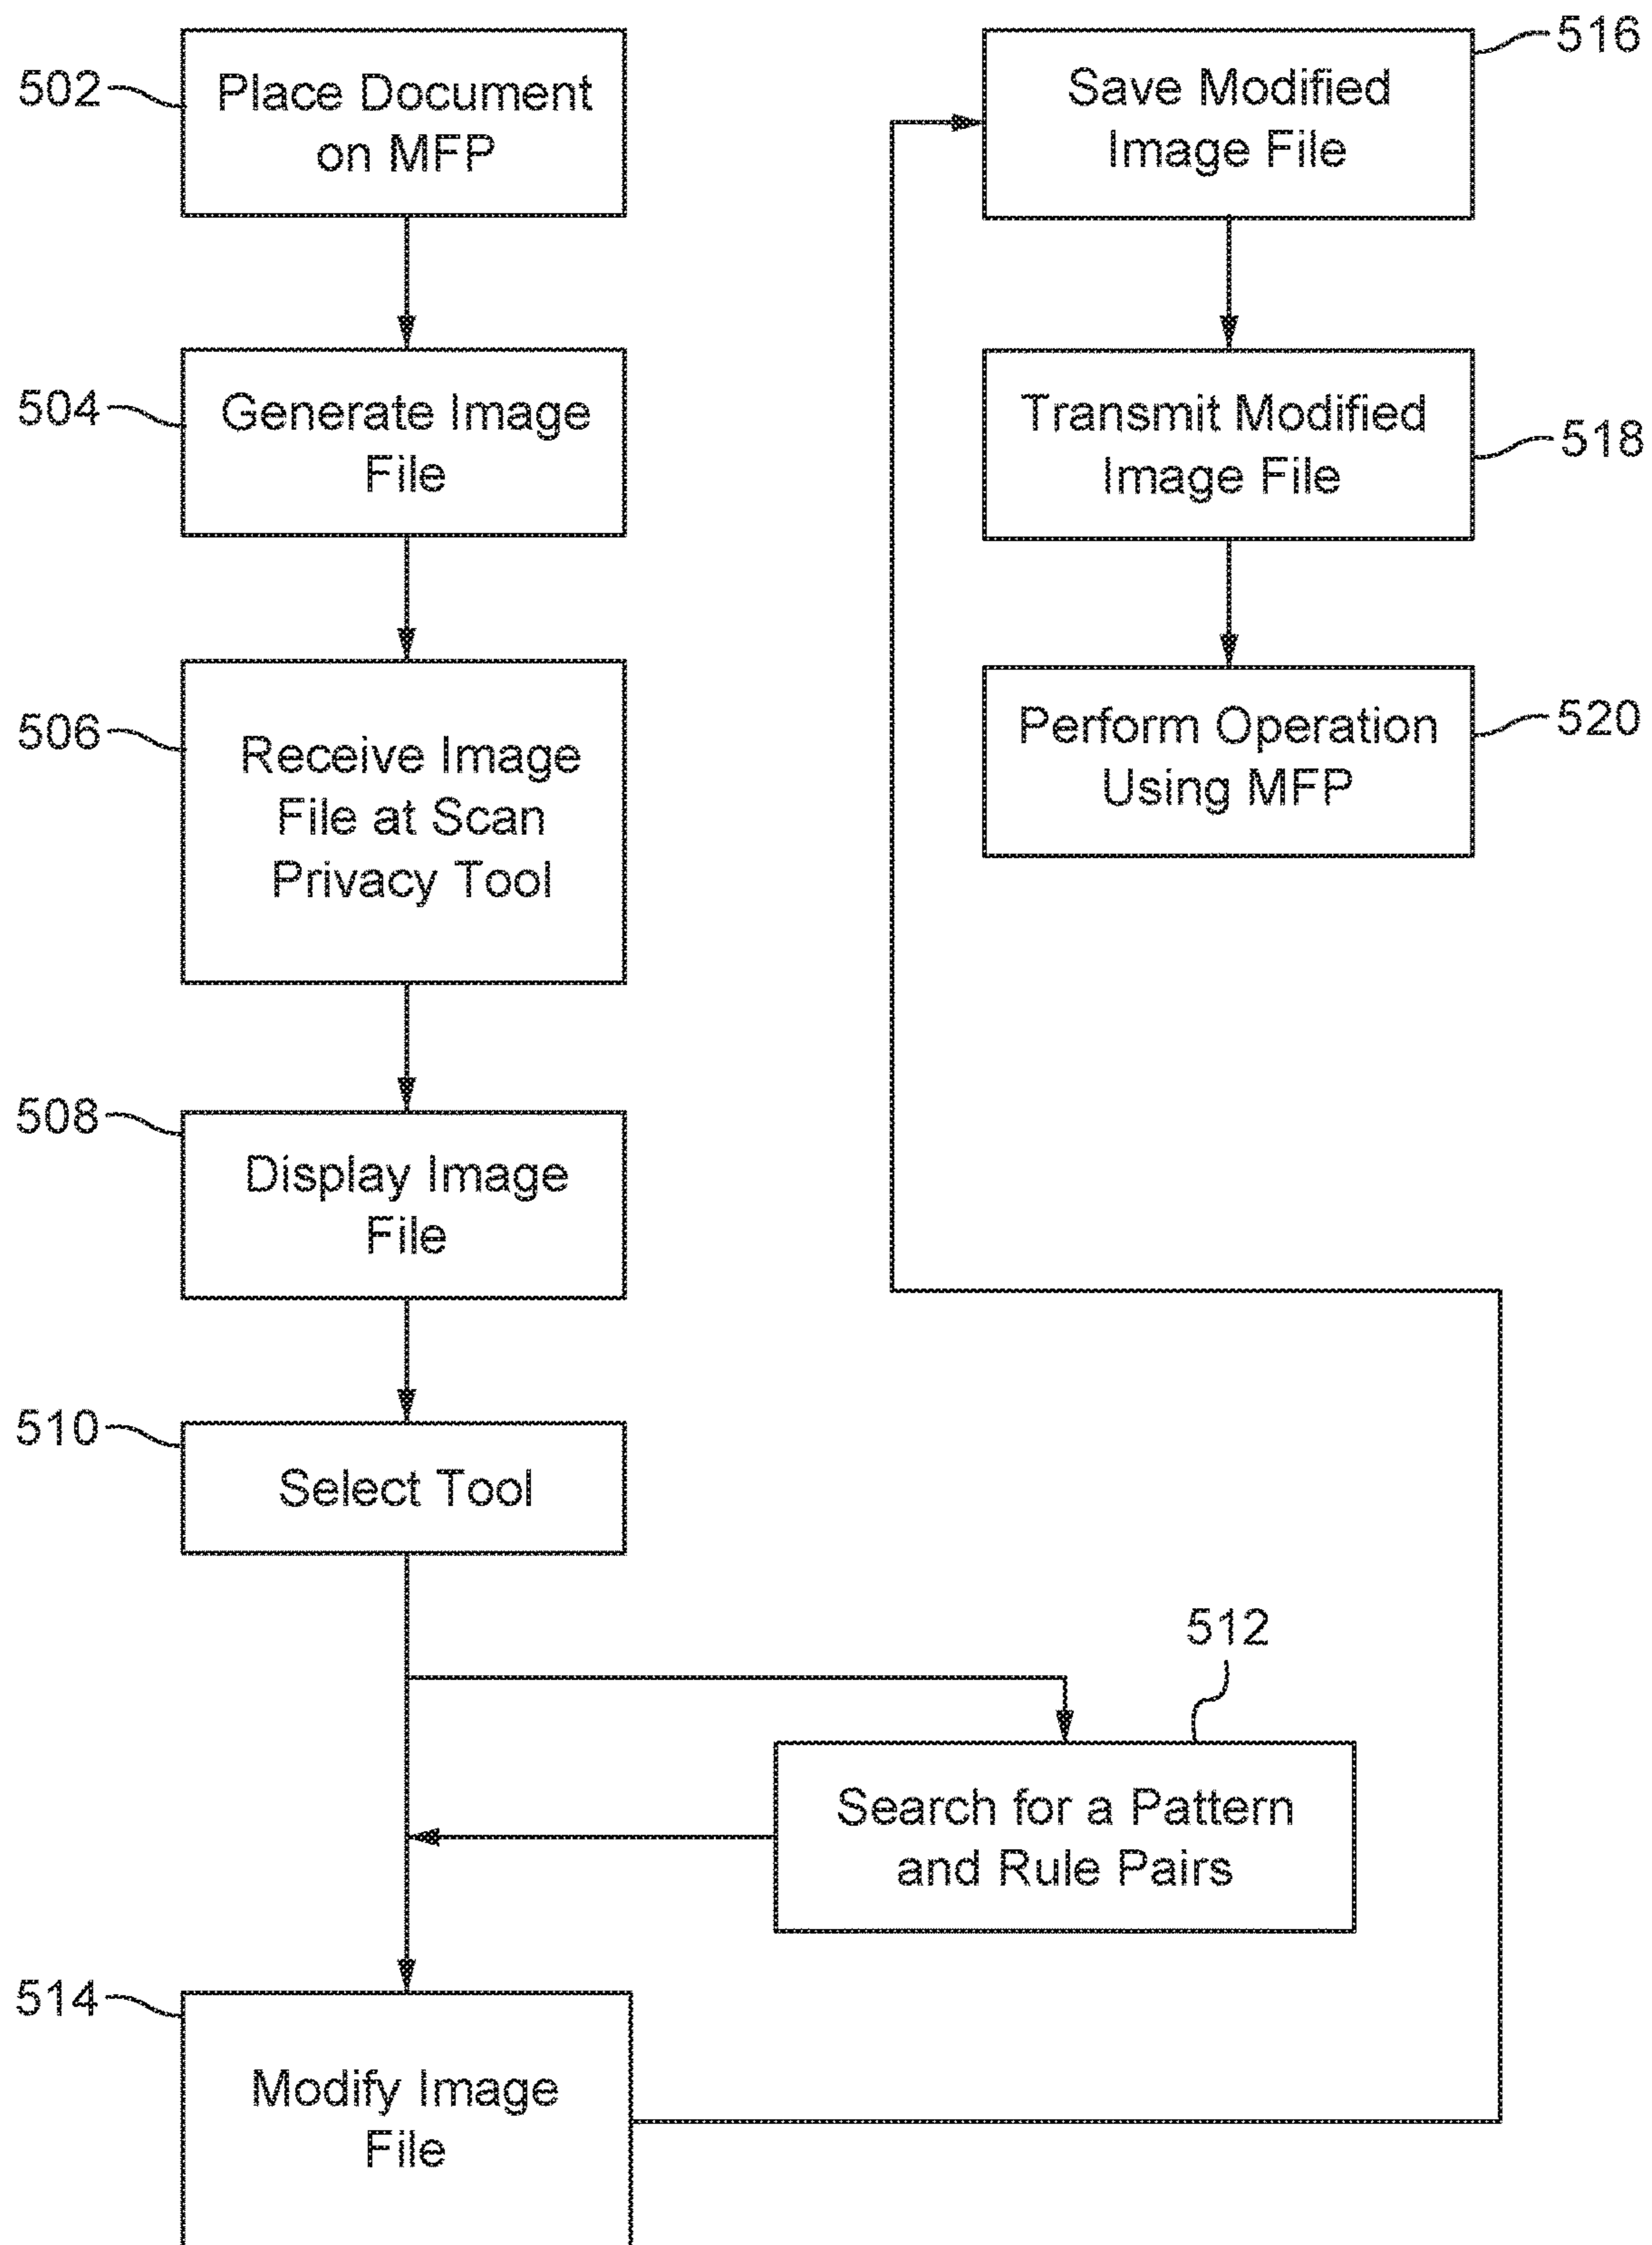 502
Place Document
on MFP
504
Generate Image
File
506
Receive Image
File at Scan
Privacy Tool
508
Display Image
File
510
Select Tool
512
Search for a Pattern
and Rule Pairs
514
Modify Image
File
516
Save Modified
Image File
518
Transmit Modified
Image File
520
Perform Operation
Using MFP